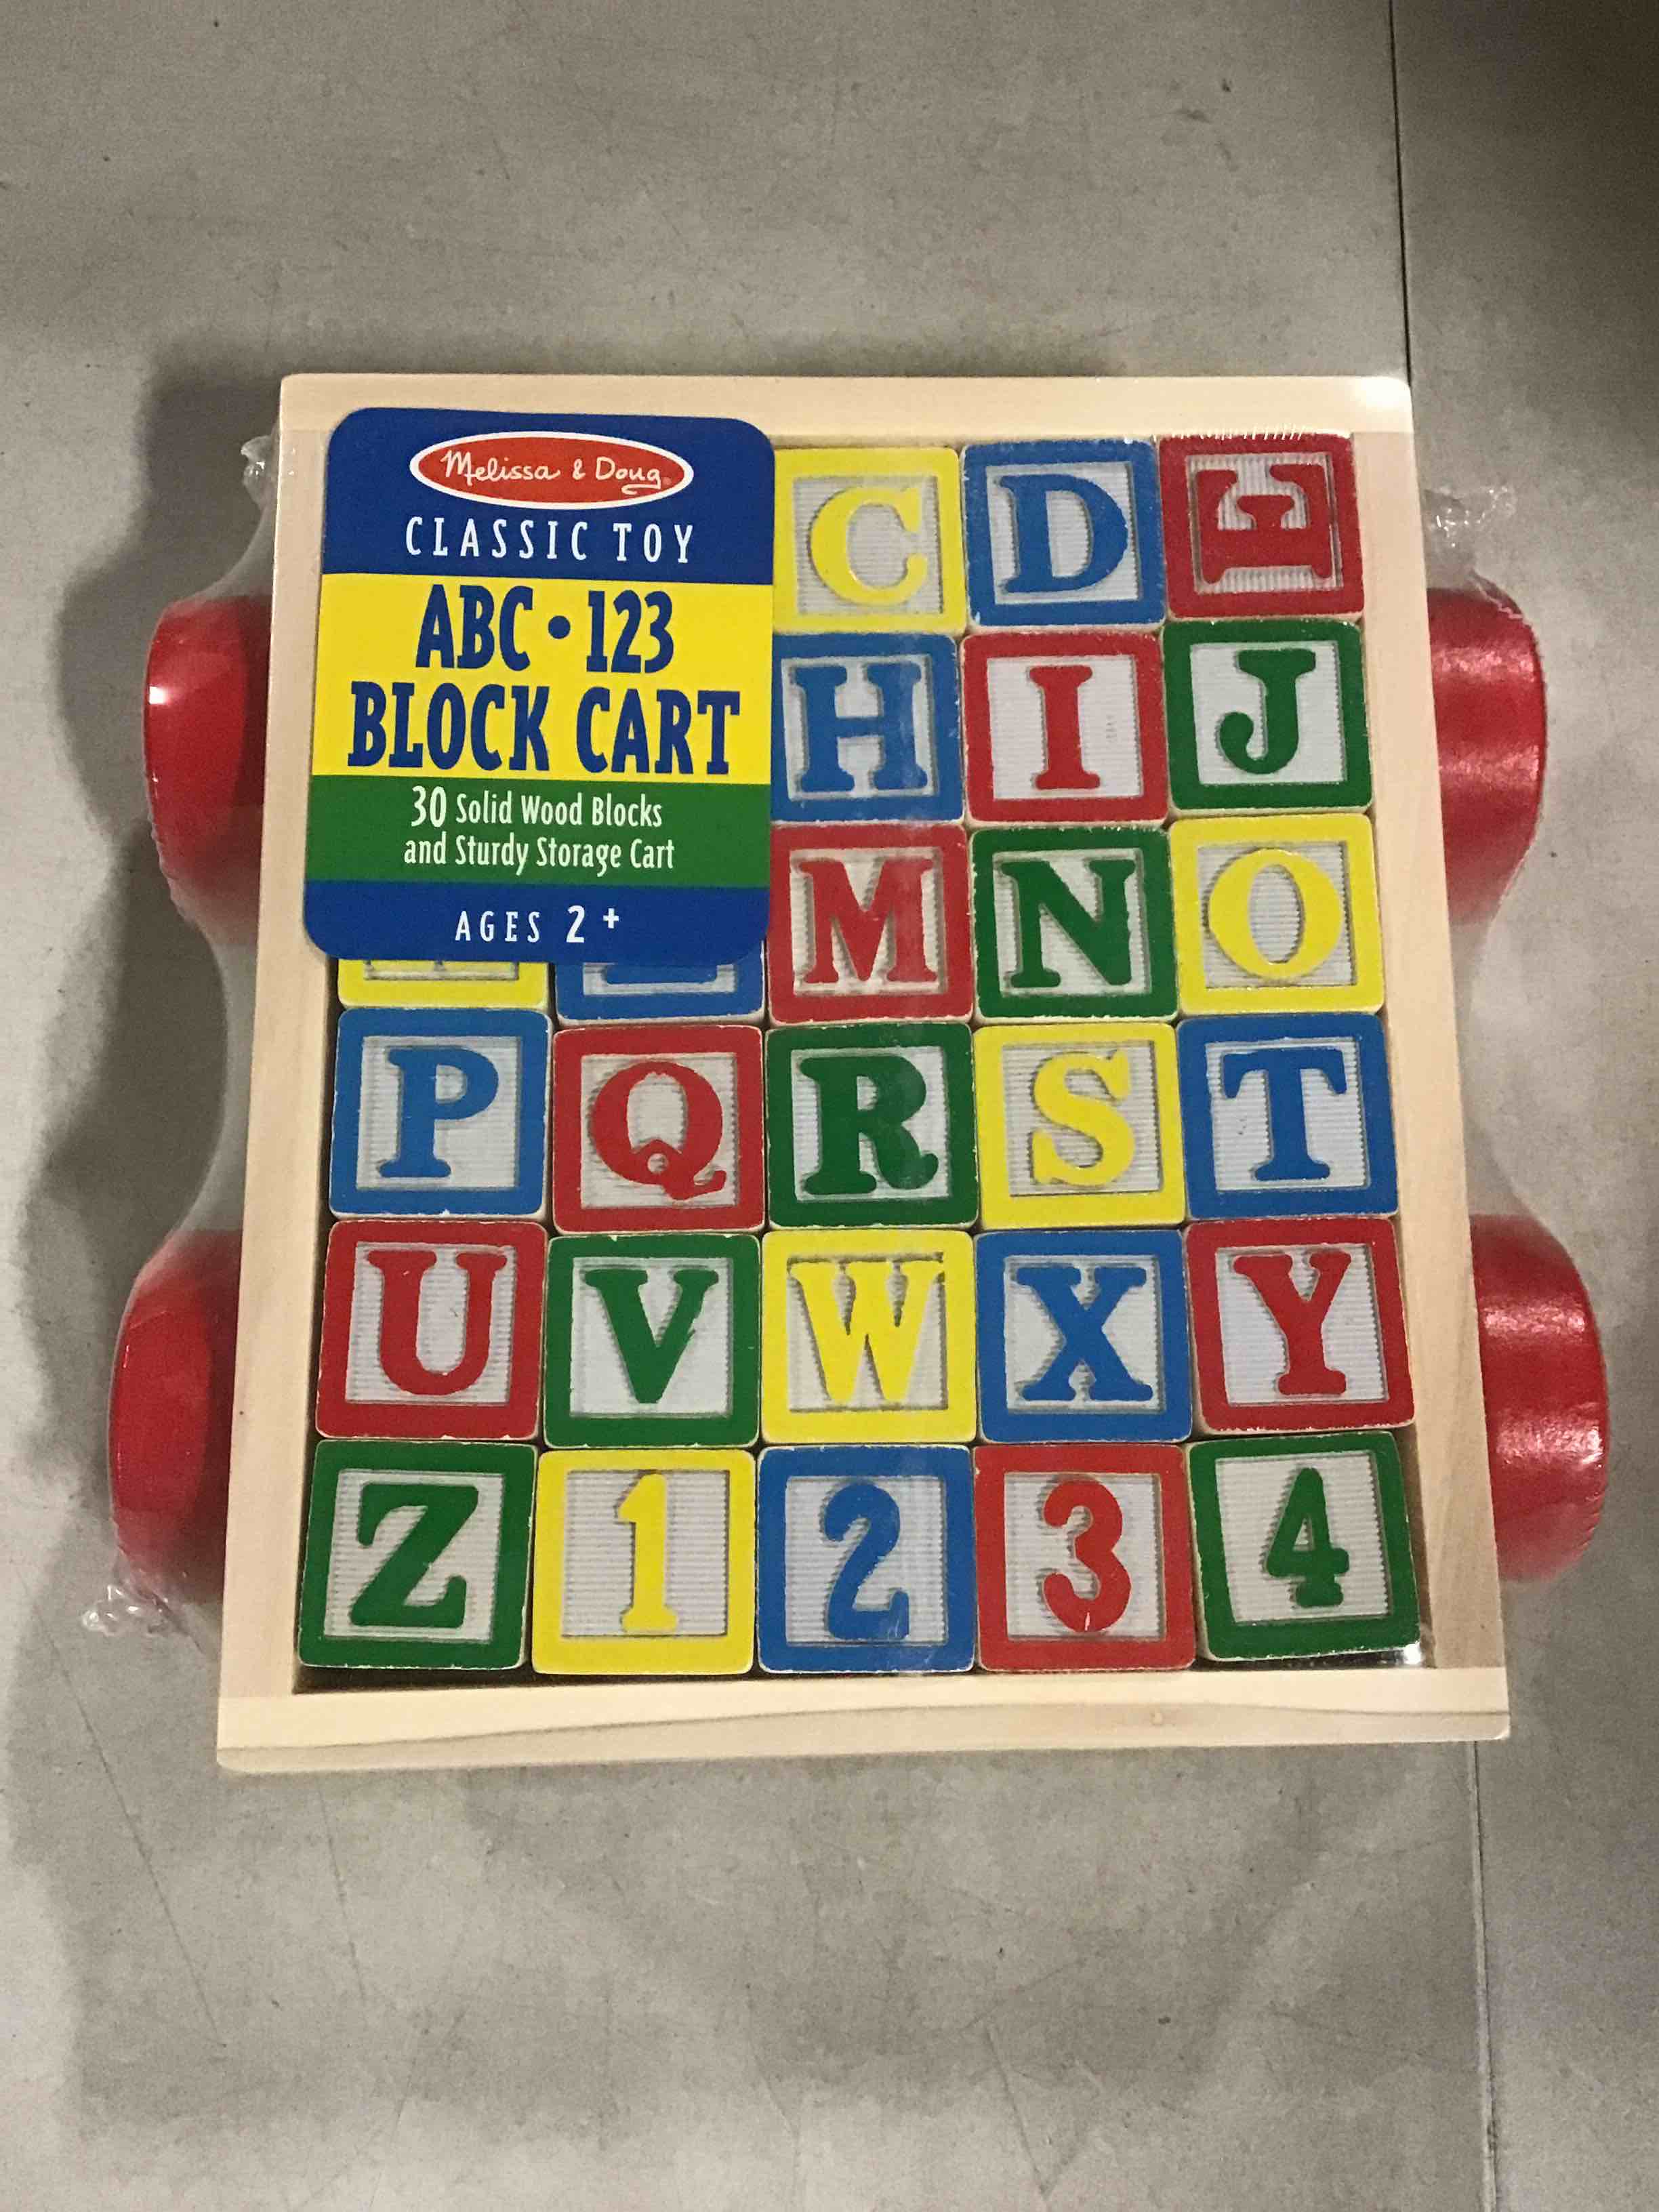 Melissa & Doug®
CLASSIC TOY
ABC • 123
BLOCK CART
30 Solid Wood Blocks
and Sturdy Storage Cart
AGES 2+
C D E
H I J
M N O
P Q R S T
U V W X Y
Z 1 2 3 4